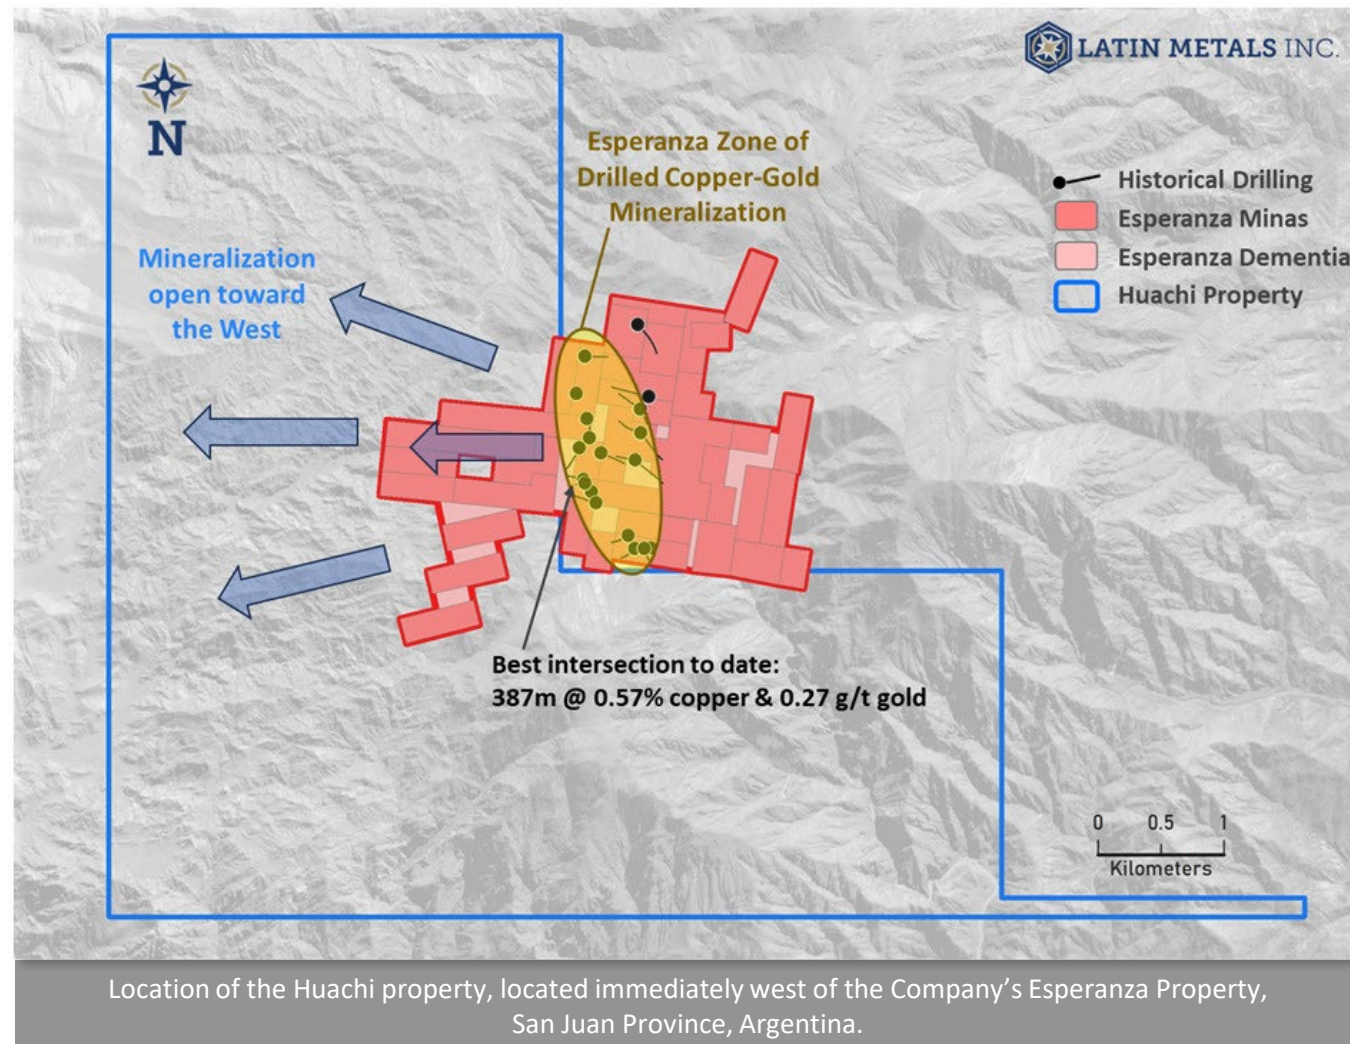 LATIN METALS INC.
N
Esperanza Zone of
Drilled Copper-Gold
Mineralization
Historical Drilling
Esperanza Minas
Esperanza Dementia
Huachi Property
Mineralization
open toward
the West
Best intersection to date:
387m @ 0.57% copper & 0.27 g/t gold
0 0.5 1
Kilometers
Location of the Huachi property, located immediately west of the Company’s Esperanza Property,
San Juan Province, Argentina.